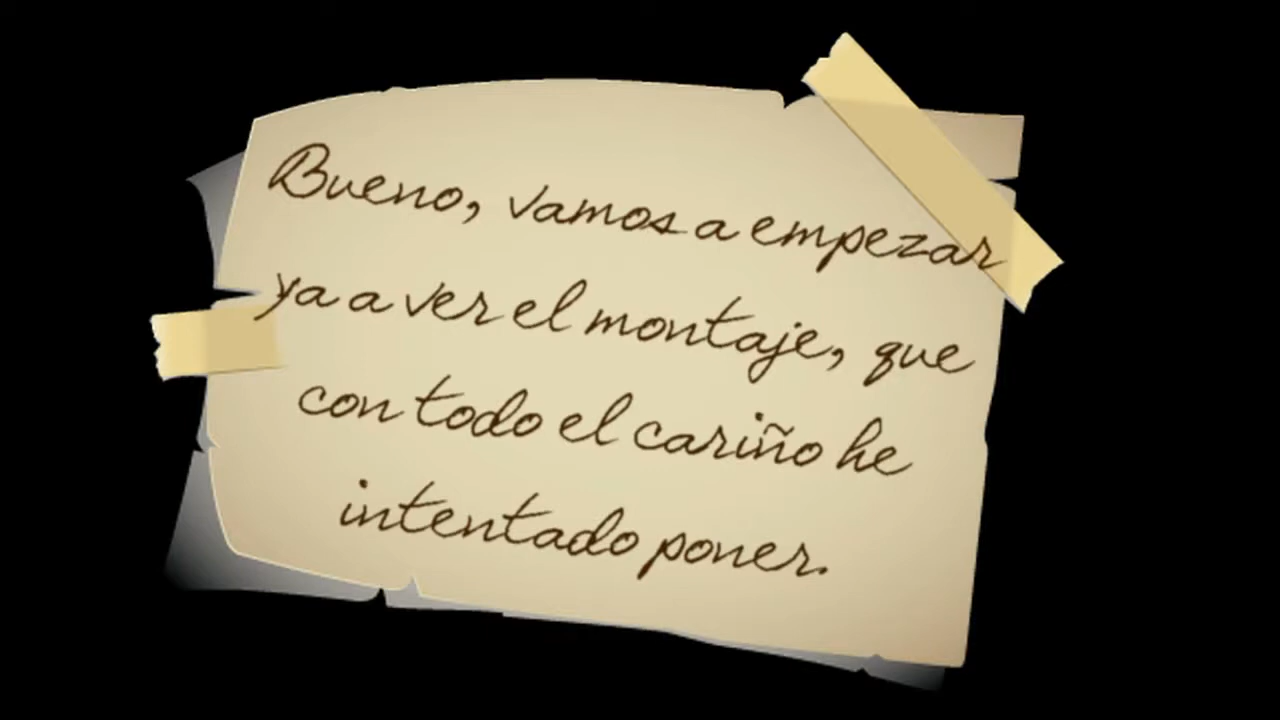 Bueno, vamos a empezar
ya a ver el montaje, que
con todo el cariño he
intentado poner.